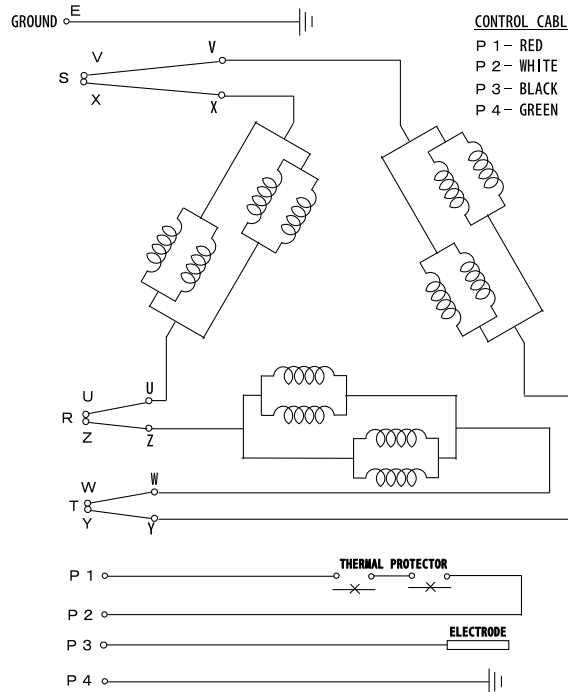 GROUND E
CONTROL CABL
P 1 - RED
P 2 - WHITE
P 3 - BLACK
P 4 - GREEN
V V
S
X X
U U
R
Z Z
W W
T
Y Y
THERMAL PROTECTOR
P 1
P 2
ELECTRODE
P 3
P 4